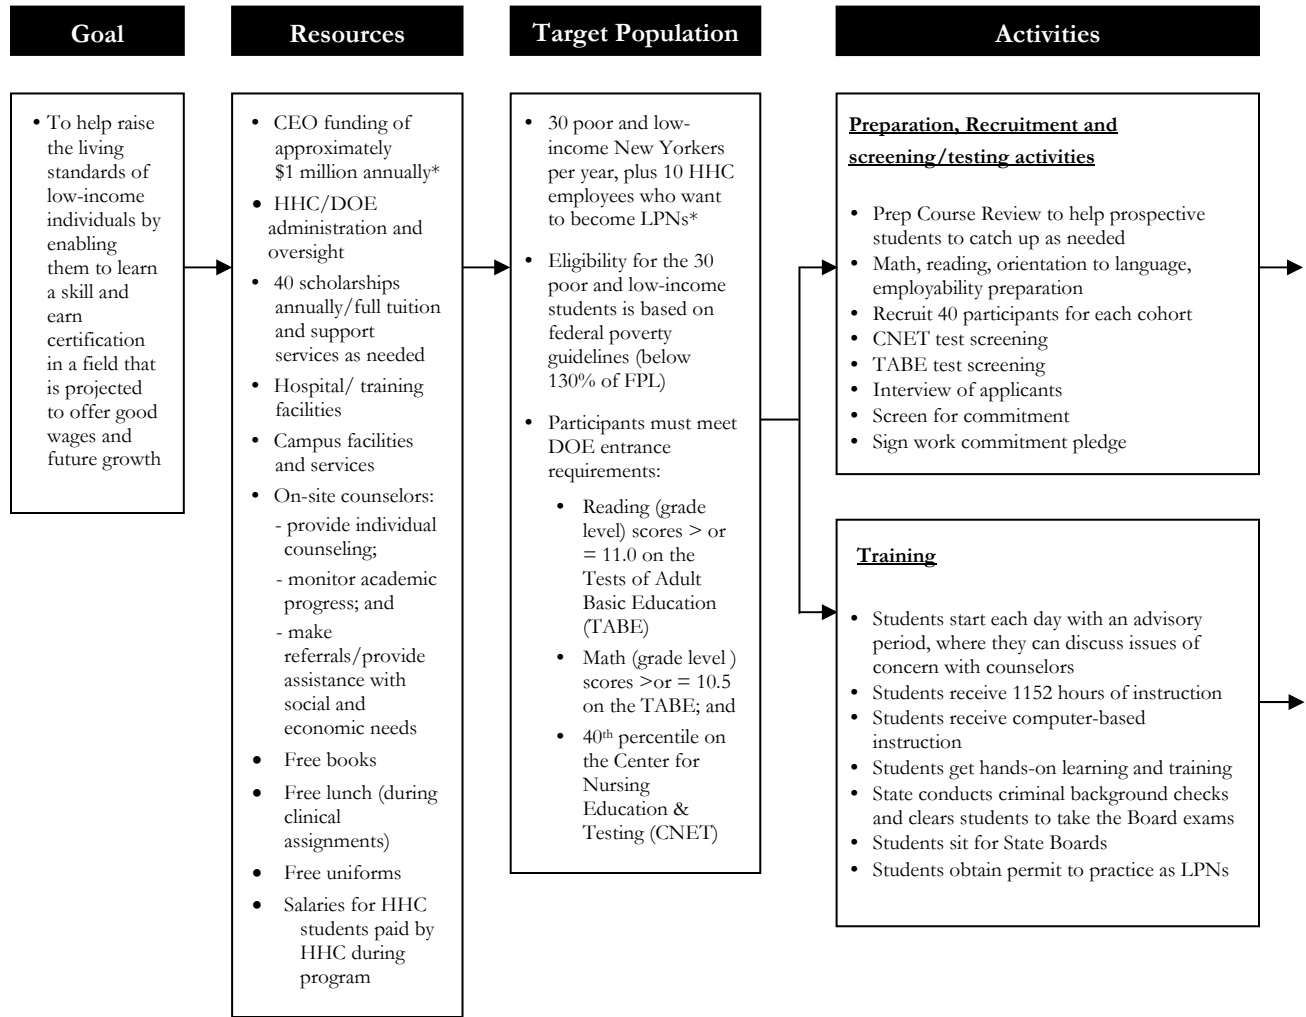 Goal
Resources
Target Population
Activities
• To help raise
the living
standards of
low-income
individuals by
enabling
them to learn
a skill and
earn
certification
in a field that
is projected
to offer good
wages and
future growth
• CEO funding of
approximately
$1 million annually*
• HHC/DOE
administration and
oversight
• 40 scholarships
annually/full tuition
and support
services as needed
• Hospital/ training
facilities
• Campus facilities
and services
• On-site counselors:
- provide individual
counseling;
- monitor academic
progress; and
- make
referrals/provide
assistance with
social and
economic needs
• Free books
• Free lunch (during
clinical
assignments)
• Free uniforms
• Salaries for HHC
students paid by
HHC during
program
• 30 poor and low-
income New Yorkers
per year, plus 10 HHC
employees who want
to become LPNs*
• Eligibility for the 30
poor and low-income
students is based on
federal poverty
guidelines (below
130% of FPL)
• Participants must meet
DOE entrance
requirements:
• Reading (grade
level) scores > or
= 11.0 on the
Tests of Adult
Basic Education
(TABE)
• Math (grade level )
scores >or = 10.5
on the TABE; and
• 40th percentile on
the Center for
Nursing
Education &
Testing (CNET)
Preparation, Recruitment and
screening/testing activities
• Prep Course Review to help prospective
students to catch up as needed
• Math, reading, orientation to language,
employability preparation
• Recruit 40 participants for each cohort
• CNET test screening
• TABE test screening
• Interview of applicants
• Screen for commitment
• Sign work commitment pledge
Training
• Students start each day with an advisory
period, where they can discuss issues of
concern with counselors
• Students receive 1152 hours of instruction
• Students receive computer-based
instruction
• Students get hands-on learning and training
• State conducts criminal background checks
and clears students to take the Board exams
• Students sit for State Boards
• Students obtain permit to practice as LPNs